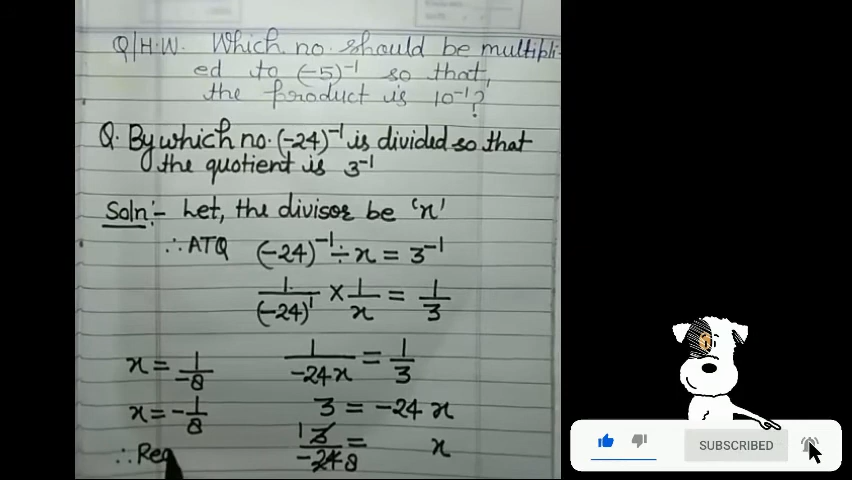 Q/H.W. Which no. should be multipli-
ed to (-5)⁻¹ so that,
the product is 10⁻¹?
Q. By which no. (-24)⁻¹ is divided so that
the quotient is 3⁻¹
Soln:- Let, the divisor be 'x'
∴ ATQ (-24)⁻¹ ÷ x = 3⁻¹
1/(-24)¹ × 1/x = 1/3
1/-24x = 1/3
3 = -24 x
1 3/-24 8 = x
x = 1/-8
x = -1/8
∴ Req
SUBSCRIBED